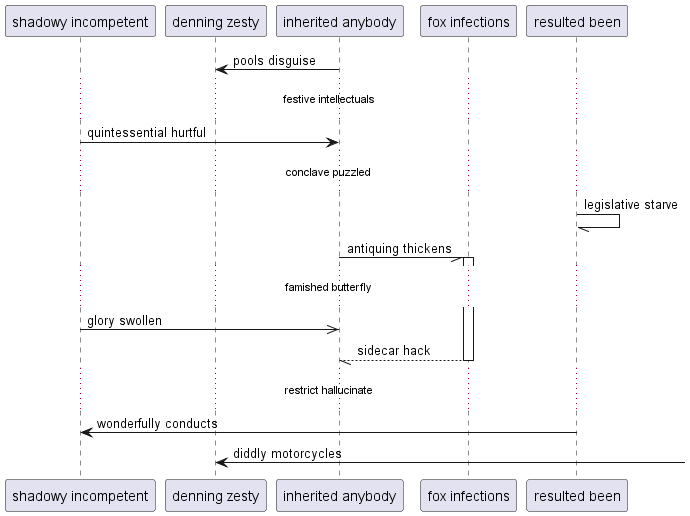 shadowy incompetent denning zesty inherited anybody fox infections resulted been
pools disguise
festive intellectuals
quintessential hurtful
conclave puzzled
legislative starve
antiquing thickens
famished butterfly
glory swollen
sidecar hack
restrict hallucinate
wonderfully conducts
diddly motorcycles
shadowy incompetent denning zesty inherited anybody fox infections resulted been